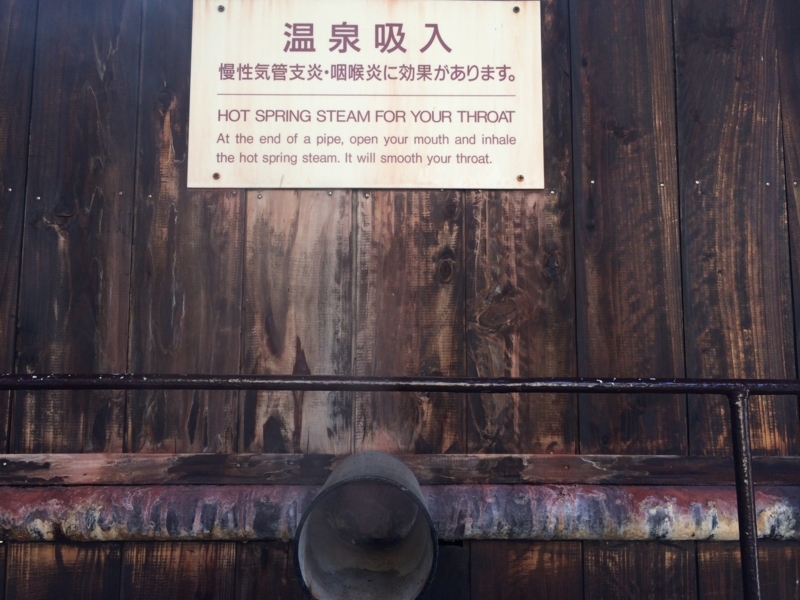 温泉吸入
慢性気管支炎・咽喉炎に効果があります。
HOT SPRING STEAM FOR YOUR THROAT
At the end of a pipe, open your mouth and inhale
the hot spring steam. It will smooth your throat.